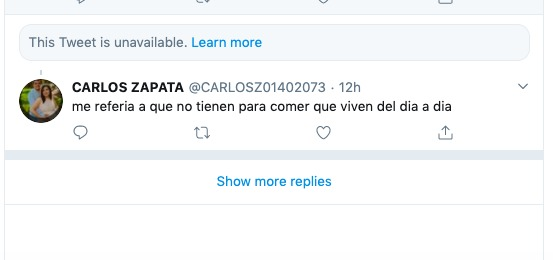 This Tweet is unavailable. Learn more
CARLOS ZAPATA @CARLOSZ01402073 · 12h
me referia a que no tienen para comer que viven del dia a dia
Show more replies